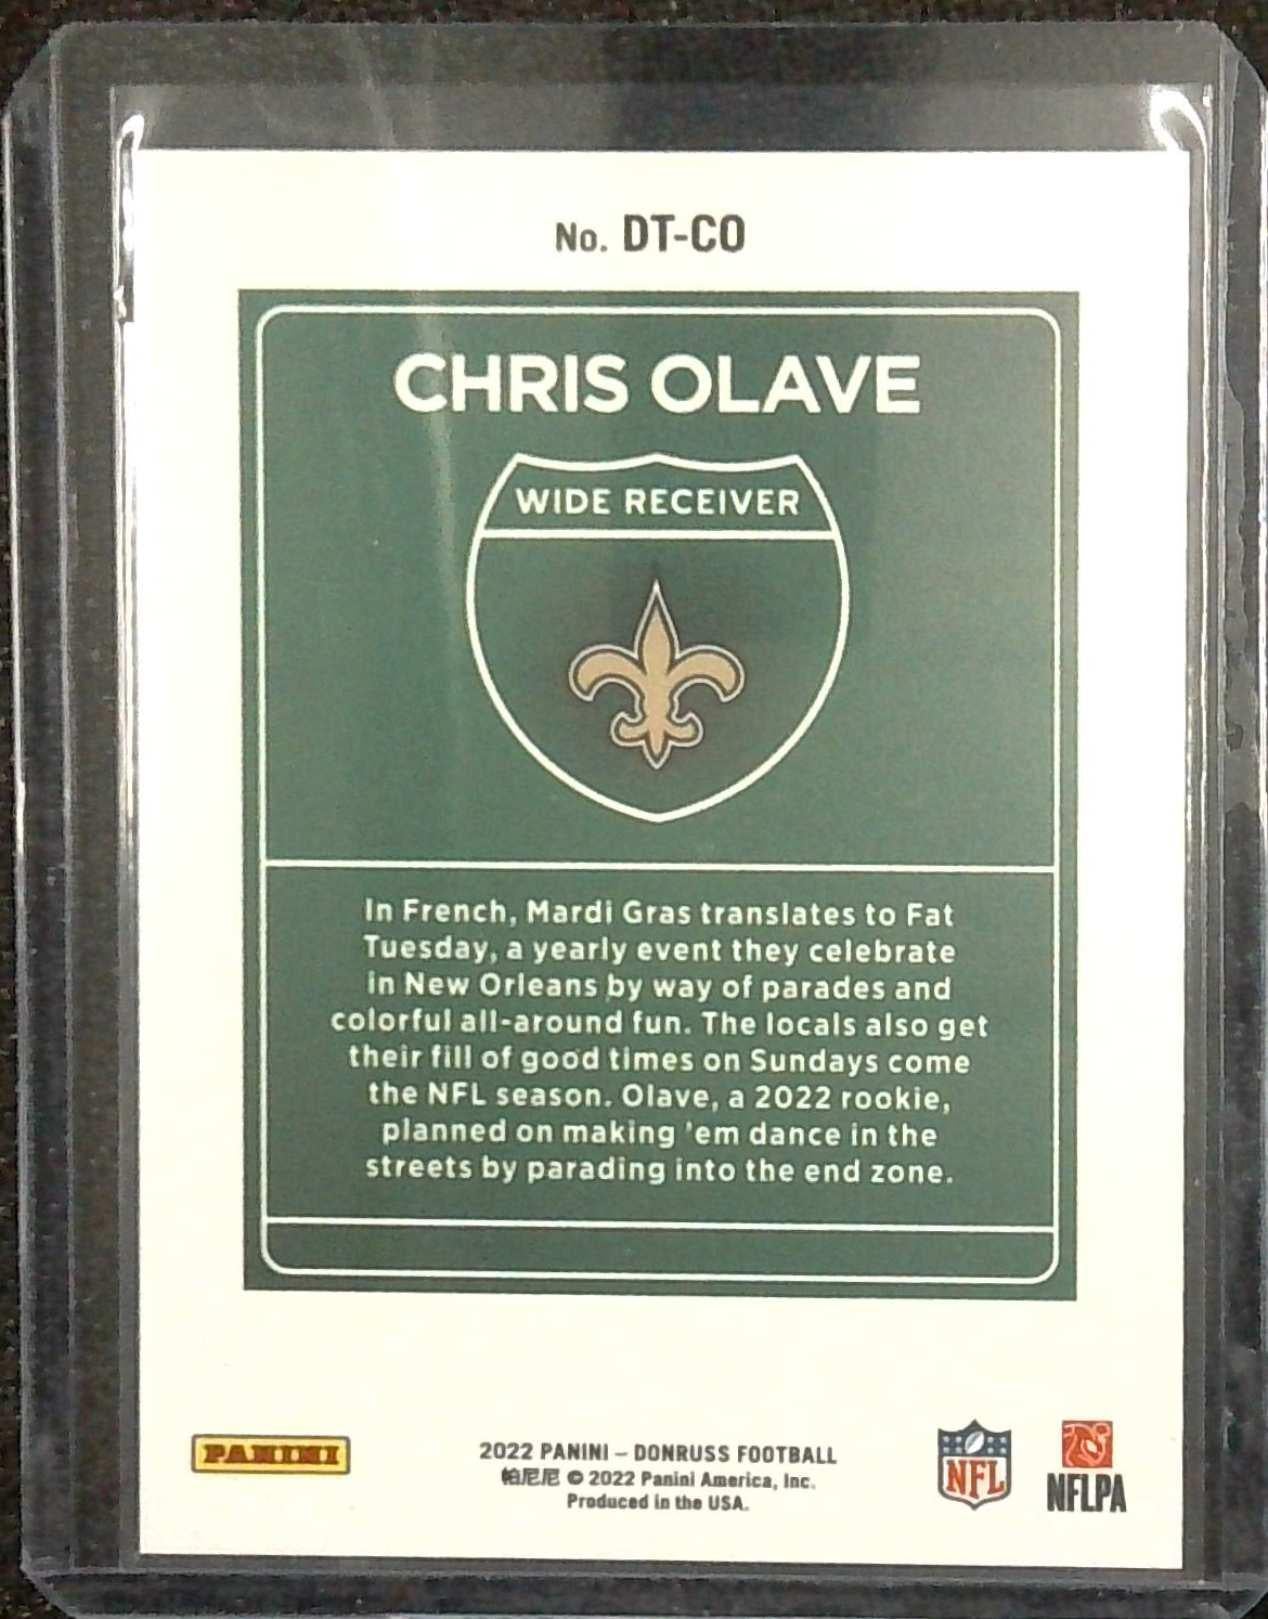 No. DT-CO
CHRIS OLAVE
WIDE RECEIVER
In French, Mardi Gras translates to Fat
Tuesday, a yearly event they celebrate
in New Orleans by way of parades and
colorful all-around fun. The locals also get
their fill of good times on Sundays come
the NFL season. Olave, a 2022 rookie,
planned on making 'em dance in the
streets by parading into the end zone.
PANINI
2022 PANINI – DONRUSS FOOTBALL
帕尼尼 © 2022 Panini America, Inc.
Produced in the USA.
NFL
NFLPA